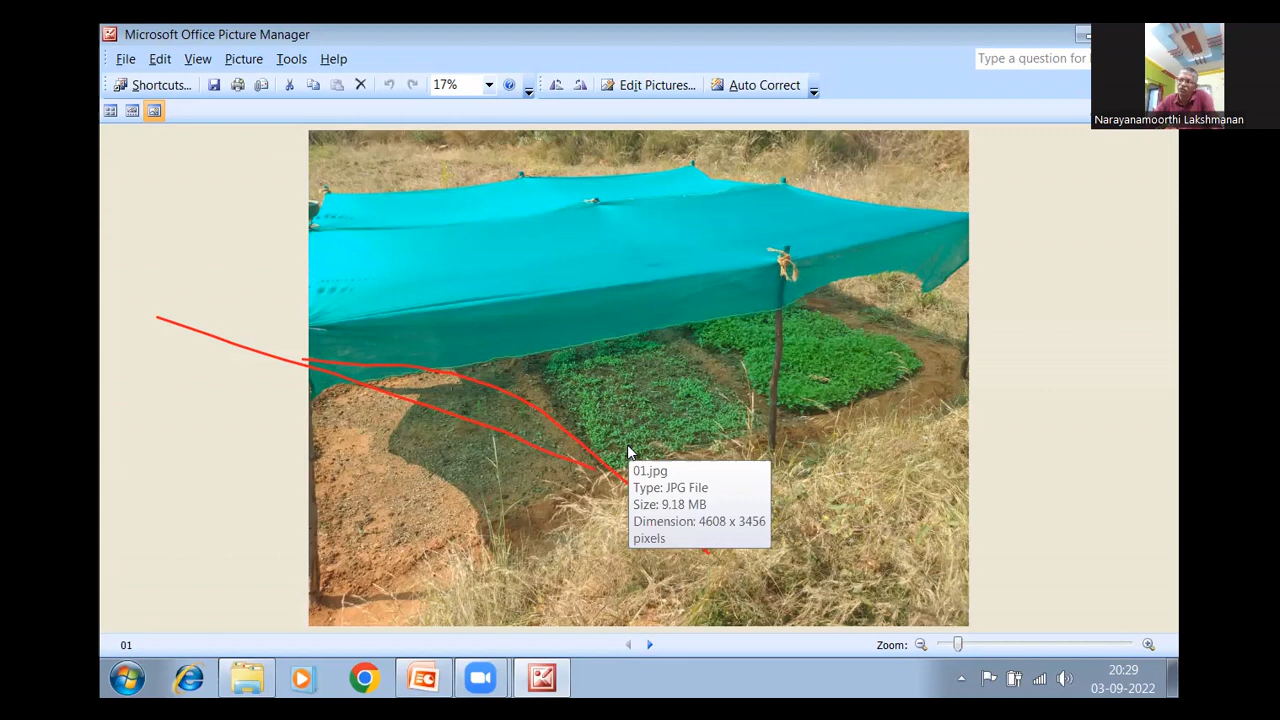 Microsoft Office Picture Manager
File Edit View Picture Tools Help
Type a question for
Shortcuts... 17% Edit Pictures... Auto Correct
Narayanamoorthi Lakshmanan
01.jpg
Type: JPG File
Size: 9.18 MB
Dimension: 4608 x 3456
pixels
01
Zoom:
20:29
03-09-2022